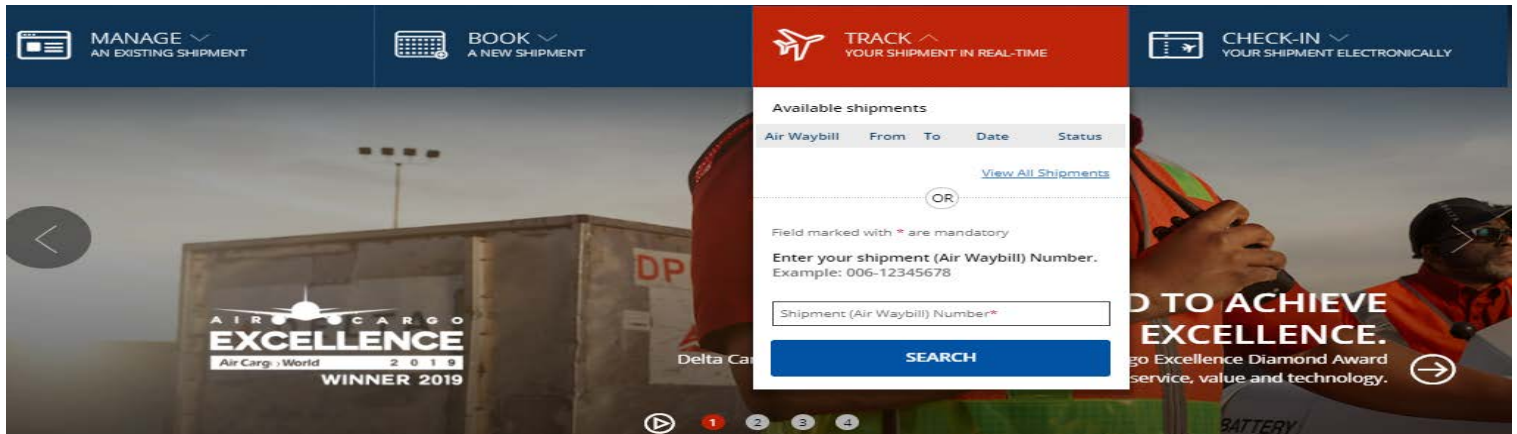 MANAGE
AN EXISTING SHIPMENT
BOOK
A NEW SHIPMENT
TRACK
YOUR SHIPMENT IN REAL-TIME
CHECK-IN
YOUR SHIPMENT ELECTRONICALLY
Available shipments
Air Waybill From To Date Status
View All Shipments
OR
Field marked with * are mandatory
Enter your shipment (Air Waybill) Number.
Example: 006-12345678
Shipment (Air Waybill) Number*
SEARCH
DP
AIR CARGO
EXCELLENCE
Air Cargo World 2019
WINNER 2019
Delta
TO ACHIEVE
EXCELLENCE.
Excellence Diamond Award
service, value and technology.
1 2 3 4
BATTERY